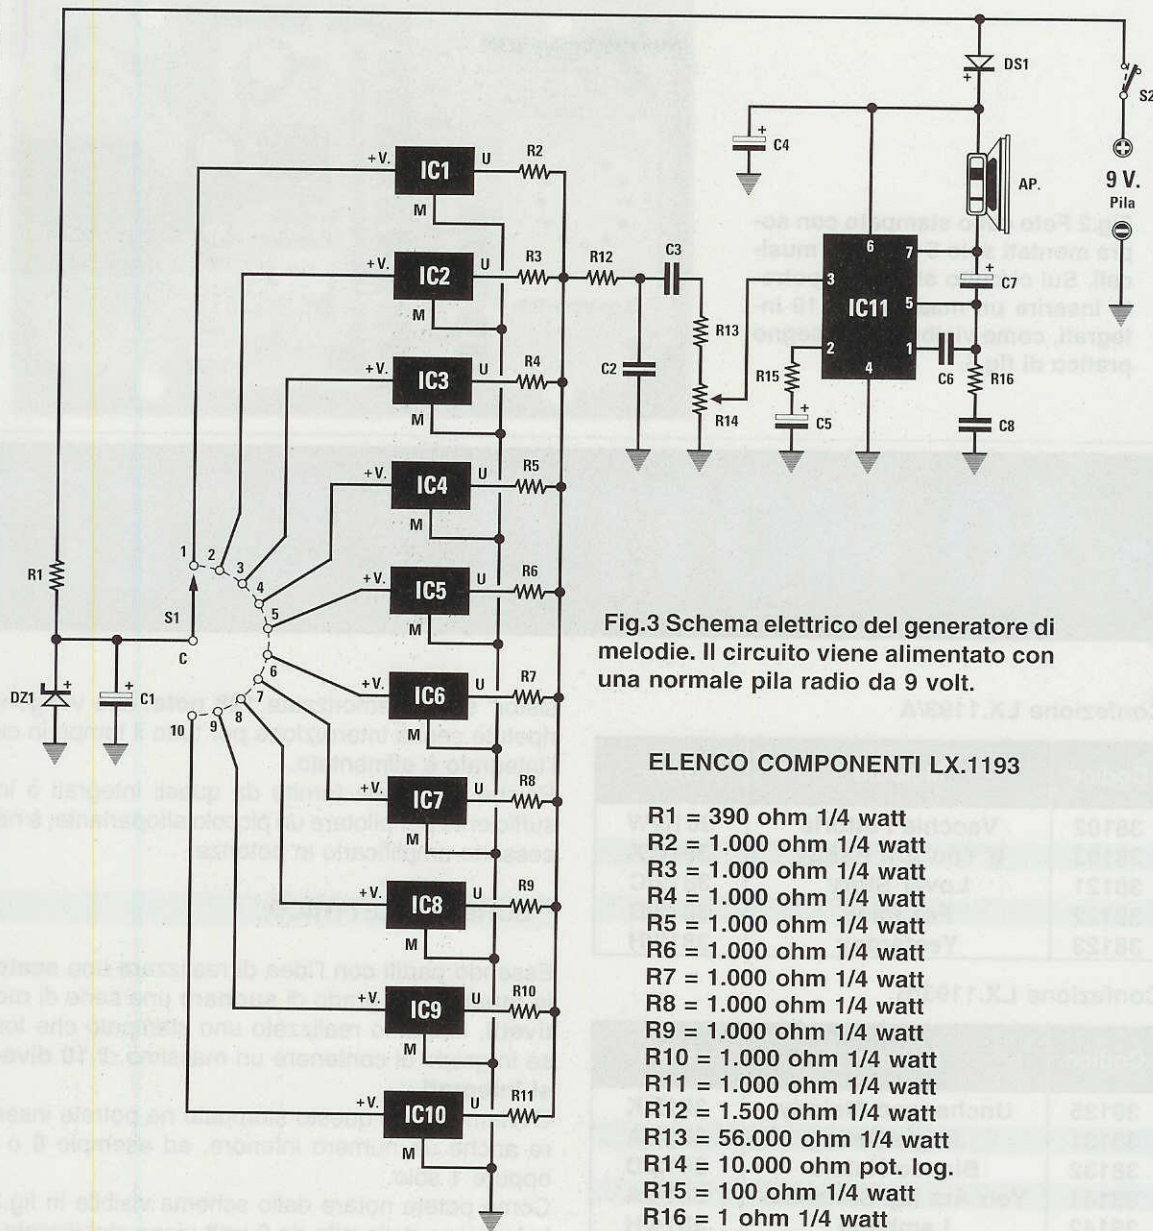 DS1
S2
+
+
C4
AP.
9 V.
Pila
+V.
IC1
U
R2
M
+V.
IC2
U
R3
R12
C3
6
7
3
IC11
5
C7
M
2
1
4
+V.
IC3
U
R4
C2
R13
R14
R15
C5
C6
R16
C8
M
+V.
IC4
U
R5
M
R1
1
2
3
4
5
6
7
8
9
10
S1
C
DZ1
C1
+V.
IC5
U
R6
M
+V.
IC6
U
R7
M
+V.
IC7
U
R8
M
+V.
IC8
U
R9
M
+V.
IC9
U
R10
M
+V.
IC10
U
R11
M
Fig.3 Schema elettrico del generatore di
melodie. Il circuito viene alimentato con
una normale pila radio da 9 volt.
ELENCO COMPONENTI LX.1193
R1 = 390 ohm 1/4 watt
R2 = 1.000 ohm 1/4 watt
R3 = 1.000 ohm 1/4 watt
R4 = 1.000 ohm 1/4 watt
R5 = 1.000 ohm 1/4 watt
R6 = 1.000 ohm 1/4 watt
R7 = 1.000 ohm 1/4 watt
R8 = 1.000 ohm 1/4 watt
R9 = 1.000 ohm 1/4 watt
R10 = 1.000 ohm 1/4 watt
R11 = 1.000 ohm 1/4 watt
R12 = 1.500 ohm 1/4 watt
R13 = 56.000 ohm 1/4 watt
R14 = 10.000 ohm pot. log.
R15 = 100 ohm 1/4 watt
R16 = 1 ohm 1/4 watt